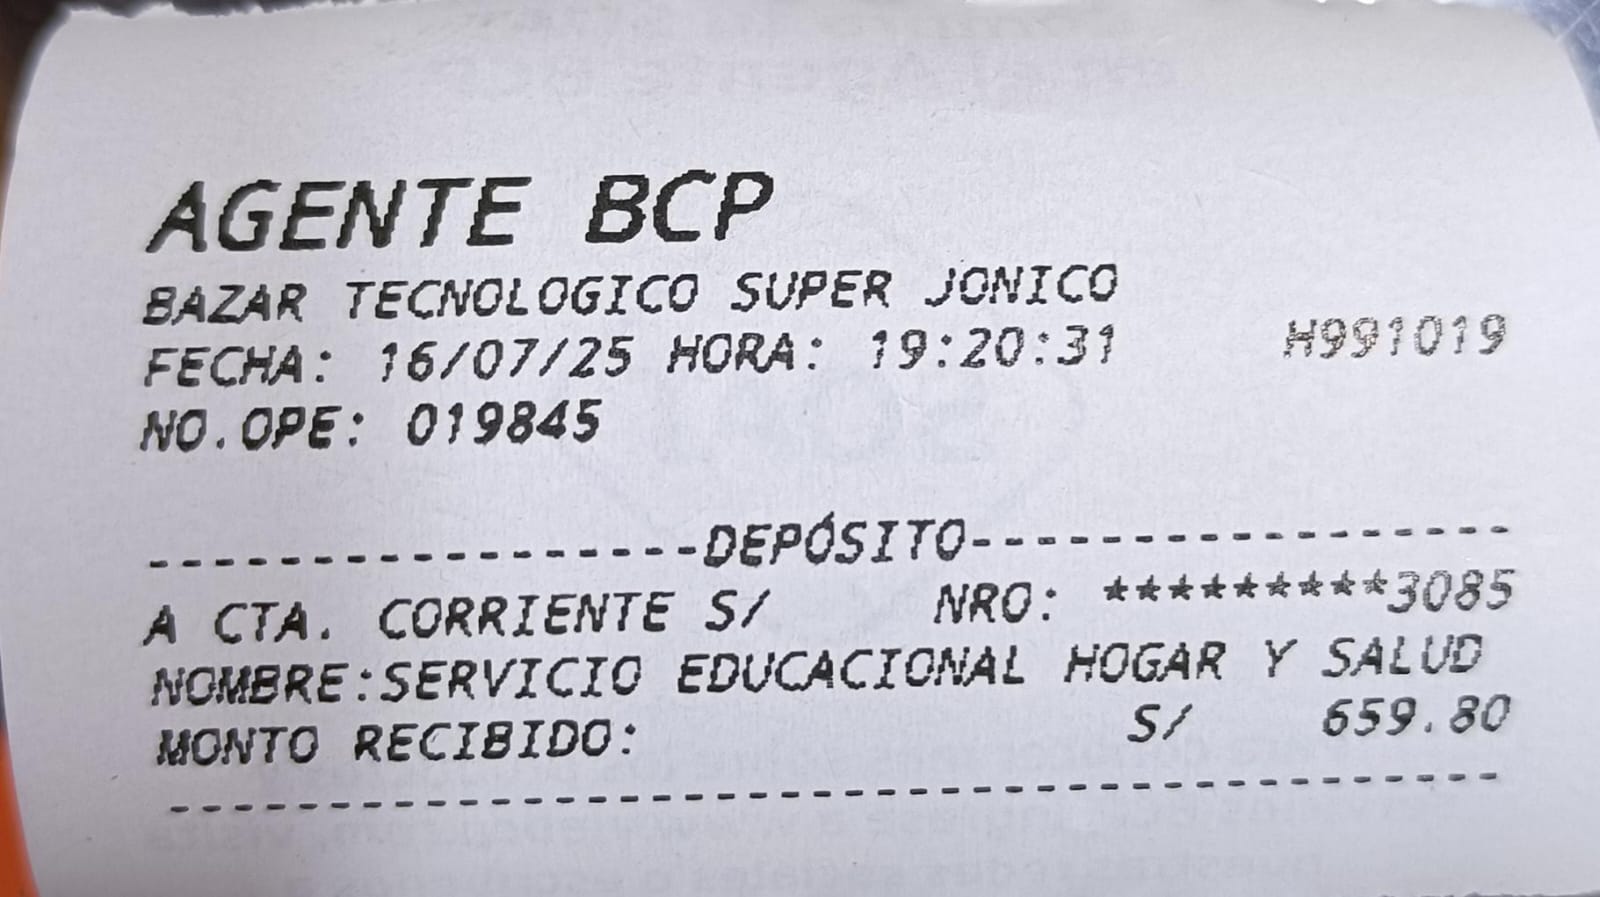 AGENTE BCP
BAZAR TECNOLOGICO SUPER JONICO
FECHA: 16/07/25 HORA: 19:20:31 H991019
NO.OPE: 019845
-----------------DEPÓSITO-----------------
A CTA. CORRIENTE S/ NRO: *********3085
NOMBRE:SERVICIO EDUCACIONAL HOGAR Y SALUD
MONTO RECIBIDO: S/ 659.80
------------------------------------------